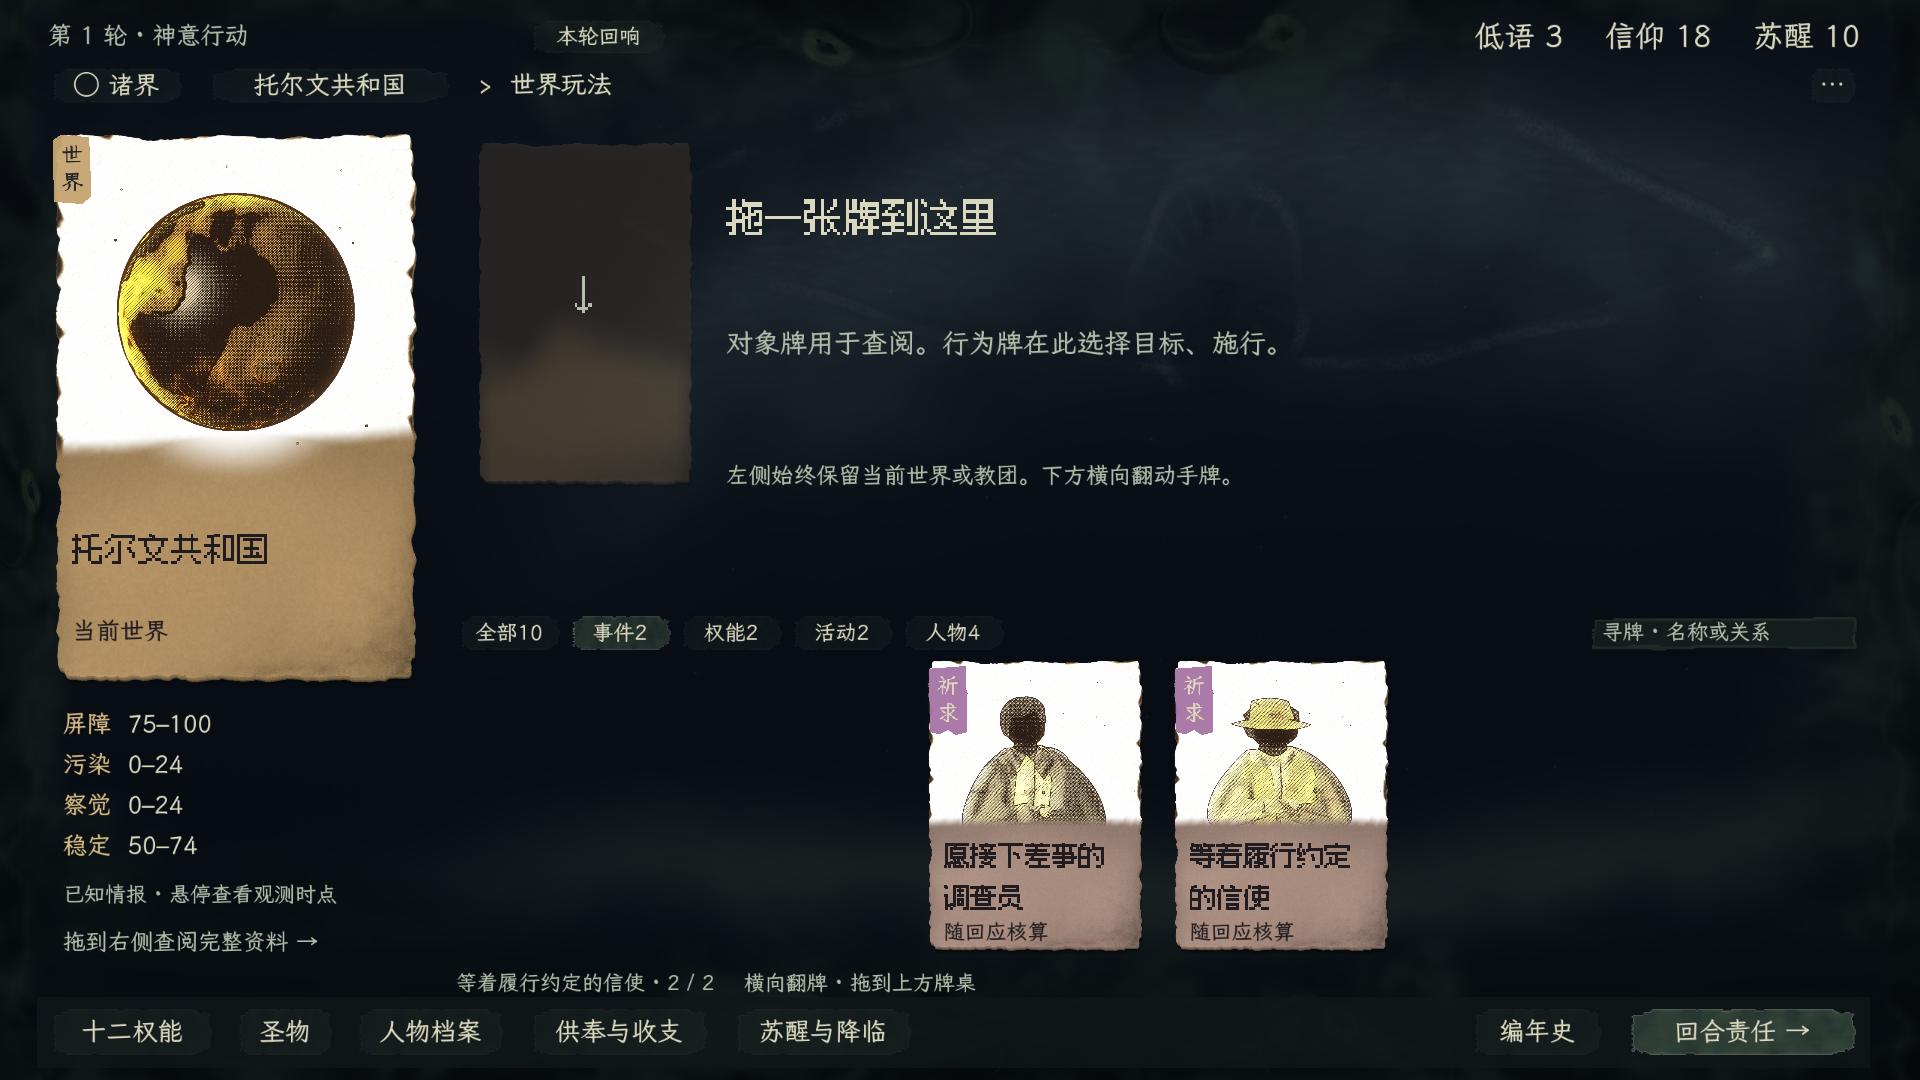 第 1 轮・神意行动
本轮回响
低语 3 信仰 18 苏醒 10
〇 诸界 托尔文共和国 > 世界玩法
…
世界
托尔文共和国
当前世界
屏障 75–100
污染 0–24
察觉 0–24
稳定 50–74
已知情报・悬停查看观测时点
拖到右侧查阅完整资料 →
↓
拖一张牌到这里
对象牌用于查阅。行为牌在此选择目标、施行。
左侧始终保留当前世界或教团。下方横向翻动手牌。
全部10 事件2 权能2 活动2 人物4
寻牌・名称或关系
祈求
愿接下差事的
调查员
随回应核算
祈求
等着履行约定
的信使
随回应核算
等着履行约定的信使・2 / 2 横向翻牌・拖到上方牌桌
十二权能 圣物 人物档案 供奉与收支 苏醒与降临 编年史 回合责任 →